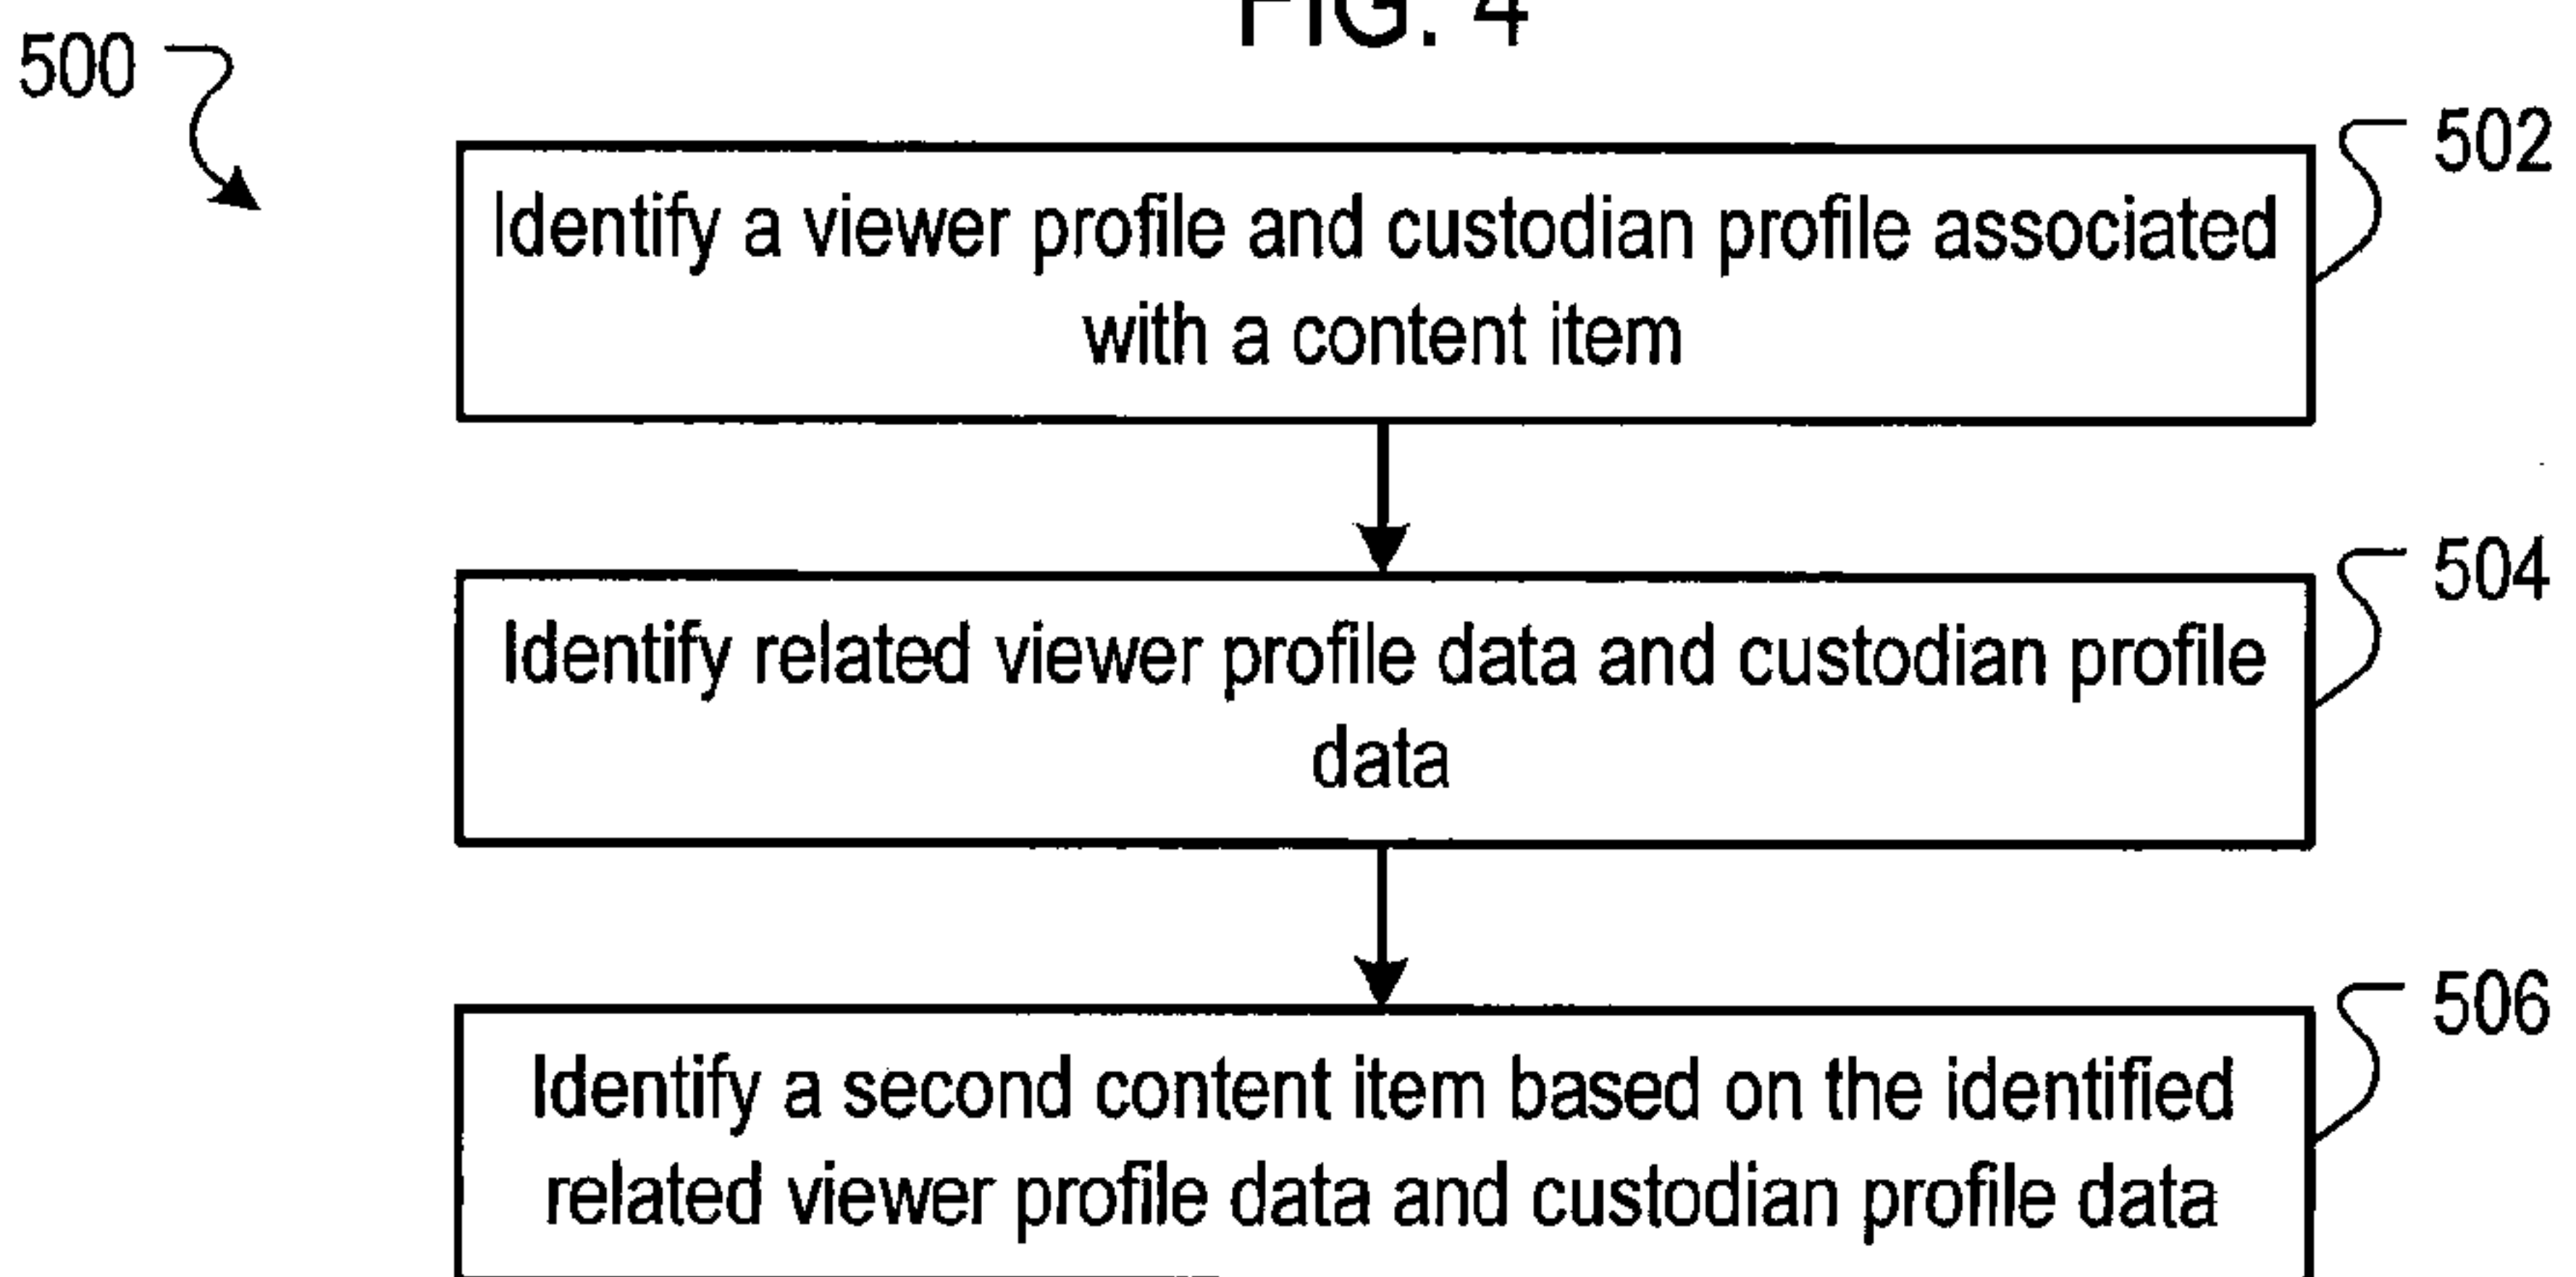 FIG. 4
500
502
Identify a viewer profile and custodian profile associated
with a content item
504
Identify related viewer profile data and custodian profile
data
506
Identify a second content item based on the identified
related viewer profile data and custodian profile data